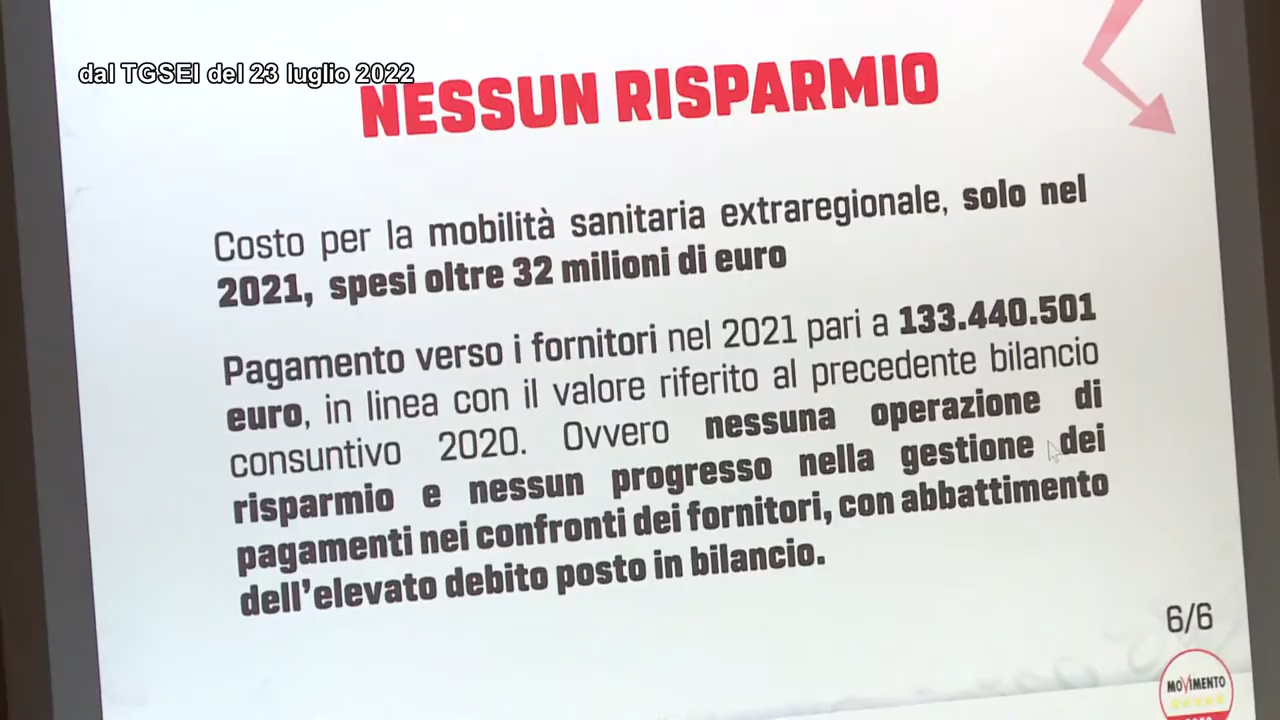 dal TGSEI del 23 luglio 2022
NESSUN RISPARMIO
Costo per la mobilità sanitaria extraregionale, solo nel
2021, spesi oltre 32 milioni di euro
Pagamento verso i fornitori nel 2021 pari a 133.440.501
euro, in linea con il valore riferito al precedente bilancio
consuntivo 2020. Ovvero nessuna operazione di
risparmio e nessun progresso nella gestione dei
pagamenti nei confronti dei fornitori, con abbattimento
dell'elevato debito posto in bilancio.
6/6
MOVIMENTO